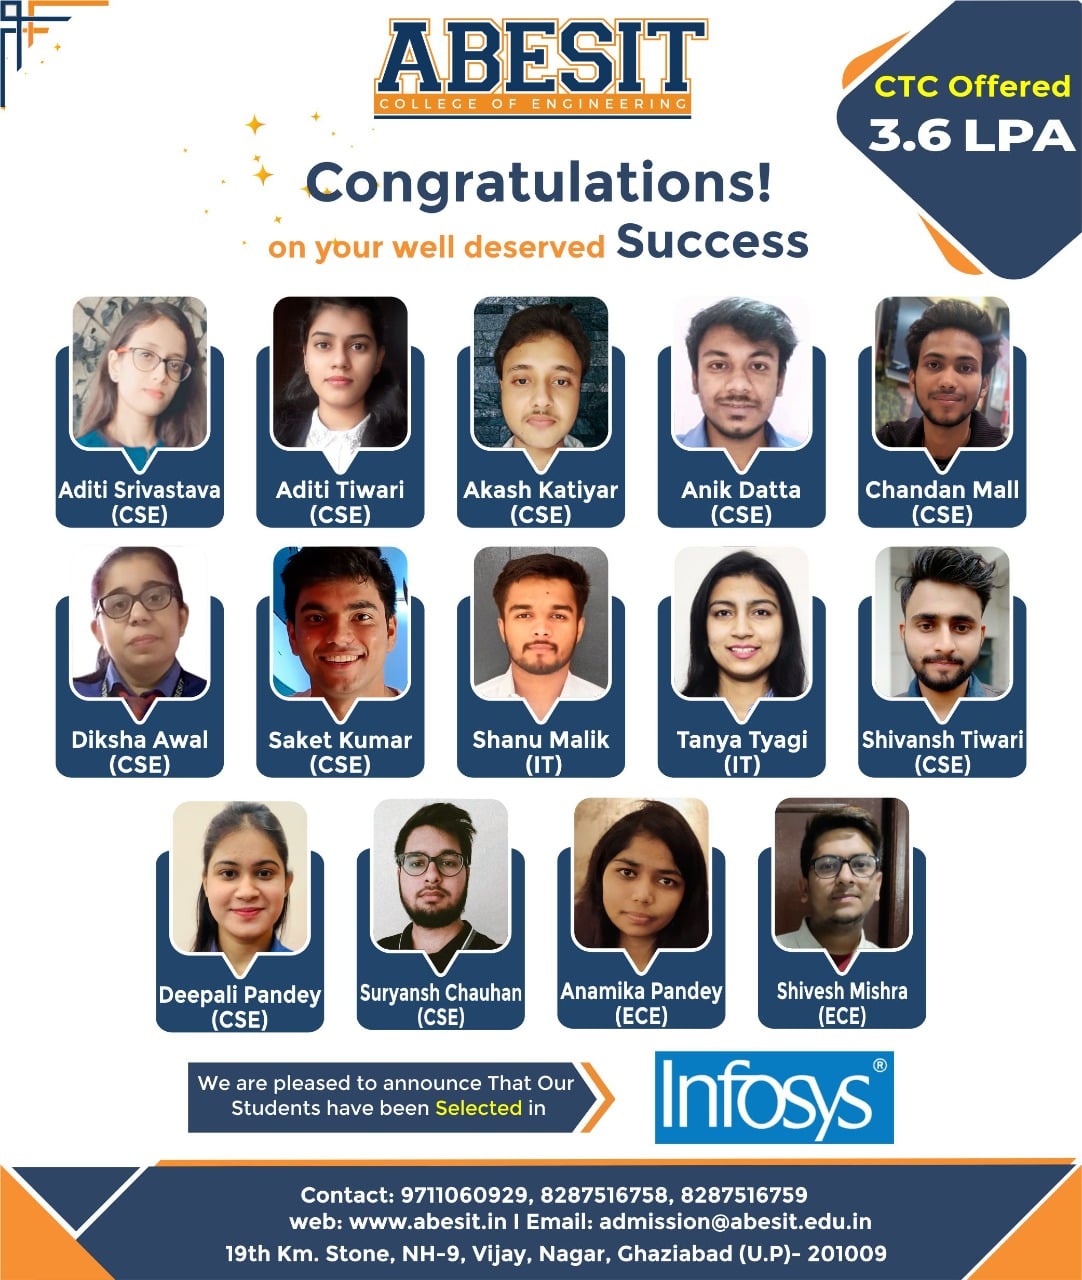 ABESIT
COLLEGE OF ENGINEERING
CTC Offered
3.6 LPA
Congratulations!
on your well deserved Success
Aditi Srivastava
(CSE)
Aditi Tiwari
(CSE)
Akash Katiyar
(CSE)
Anik Datta
(CSE)
Chandan Mall
(CSE)
Diksha Awal
(CSE)
Saket Kumar
(CSE)
Shanu Malik
(IT)
Tanya Tyagi
(IT)
Shivansh Tiwari
(CSE)
Deepali Pandey
(CSE)
Suryansh Chauhan
(CSE)
Anamika Pandey
(ECE)
Shivesh Mishra
(ECE)
We are pleased to announce That Our
Students have been Selected in
Infosys®
Contact: 9711060929, 8287516758, 8287516759
web: www.abesit.in I Email: admission@abesit.edu.in
19th Km. Stone, NH-9, Vijay, Nagar, Ghaziabad (U.P)- 201009